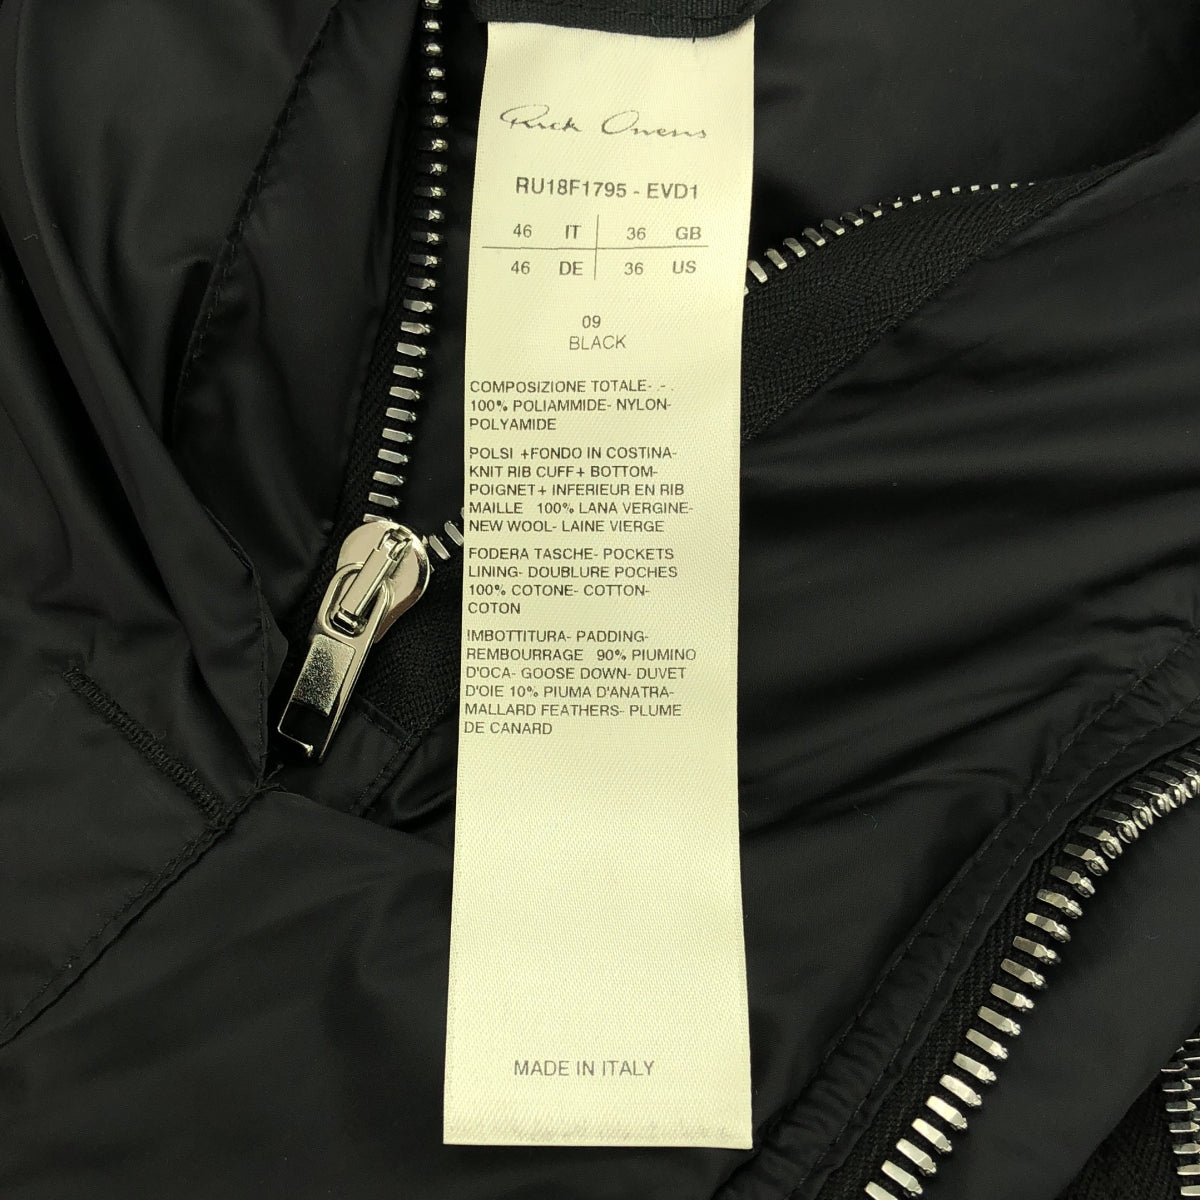 Rick Owens
RU18F1795 - EVD1
46 IT 36 GB
46 DE 36 US
09
BLACK
COMPOSIZIONE TOTALE- .- .
100% POLIAMMIDE- NYLON-
POLYAMIDE
POLSI +FONDO IN COSTINA-
KNIT RIB CUFF+ BOTTOM-
POIGNET+ INFERIEUR EN RIB
MAILLE 100% LANA VERGINE-
NEW WOOL- LAINE VIERGE
FODERA TASCHE- POCKETS
LINING- DOUBLURE POCHES
100% COTONE- COTTON-
COTON
IMBOTTITURA- PADDING-
REMBOURRAGE 90% PIUMINO
D'OCA- GOOSE DOWN- DUVET
D'OIE 10% PIUMA D'ANATRA-
MALLARD FEATHERS- PLUME
DE CANARD
MADE IN ITALY